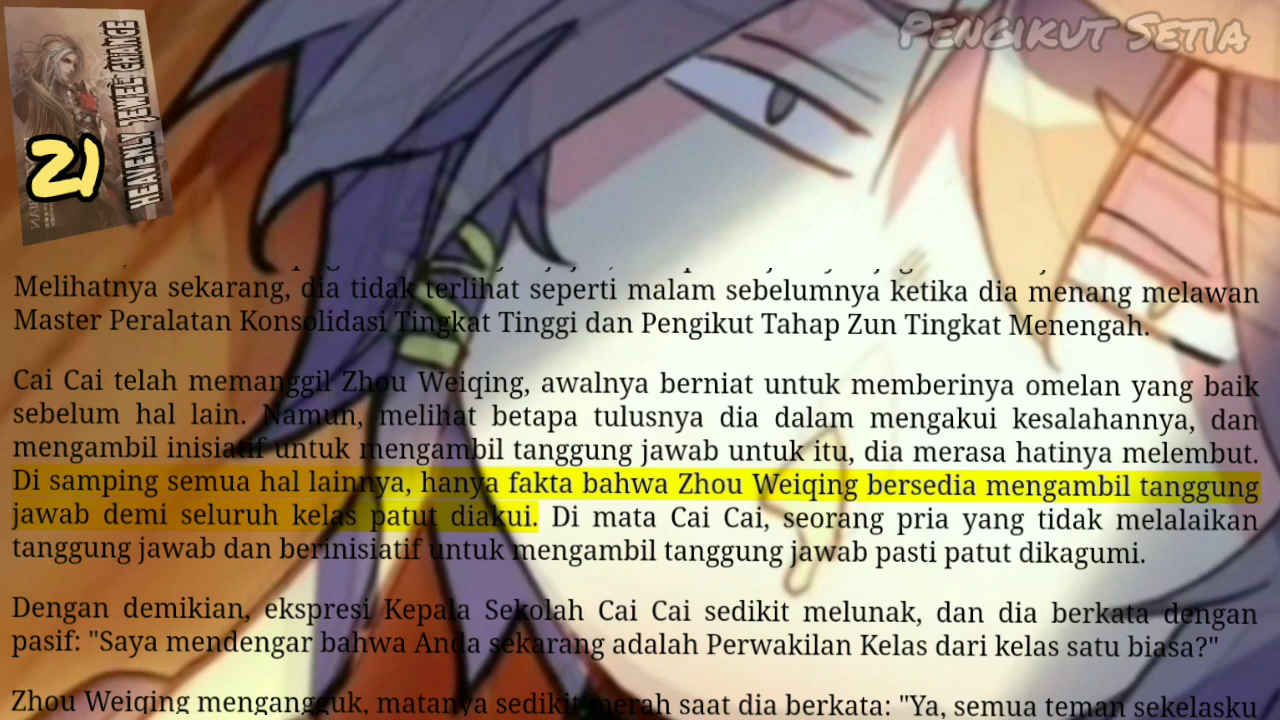 Pengikut Setia
HEAVENLY JEWEL CHANGE
21
Melihatnya sekarang, dia tidak terlihat seperti malam sebelumnya ketika dia menang melawan
Master Peralatan Konsolidasi Tingkat Tinggi dan Pengikut Tahap Zun Tingkat Menengah.
Cai Cai telah memanggil Zhou Weiqing, awalnya berniat untuk memberinya omelan yang baik
sebelum hal lain. Namun, melihat betapa tulusnya dia dalam mengakui kesalahannya, dan
mengambil inisiatif untuk mengambil tanggung jawab untuk itu, dia merasa hatinya melembut.
Di samping semua hal lainnya, hanya fakta bahwa Zhou Weiqing bersedia mengambil tanggung
jawab demi seluruh kelas patut diakui. Di mata Cai Cai, seorang pria yang tidak melalaikan
tanggung jawab dan berinisiatif untuk mengambil tanggung jawab pasti patut dikagumi.
Dengan demikian, ekspresi Kepala Sekolah Cai Cai sedikit melunak, dan dia berkata dengan
pasif: "Saya mendengar bahwa Anda sekarang adalah Perwakilan Kelas dari kelas satu biasa?"
Zhou Weiqing mengangguk, matanya sedikit merah saat dia berkata: "Ya, semua teman sekelasku